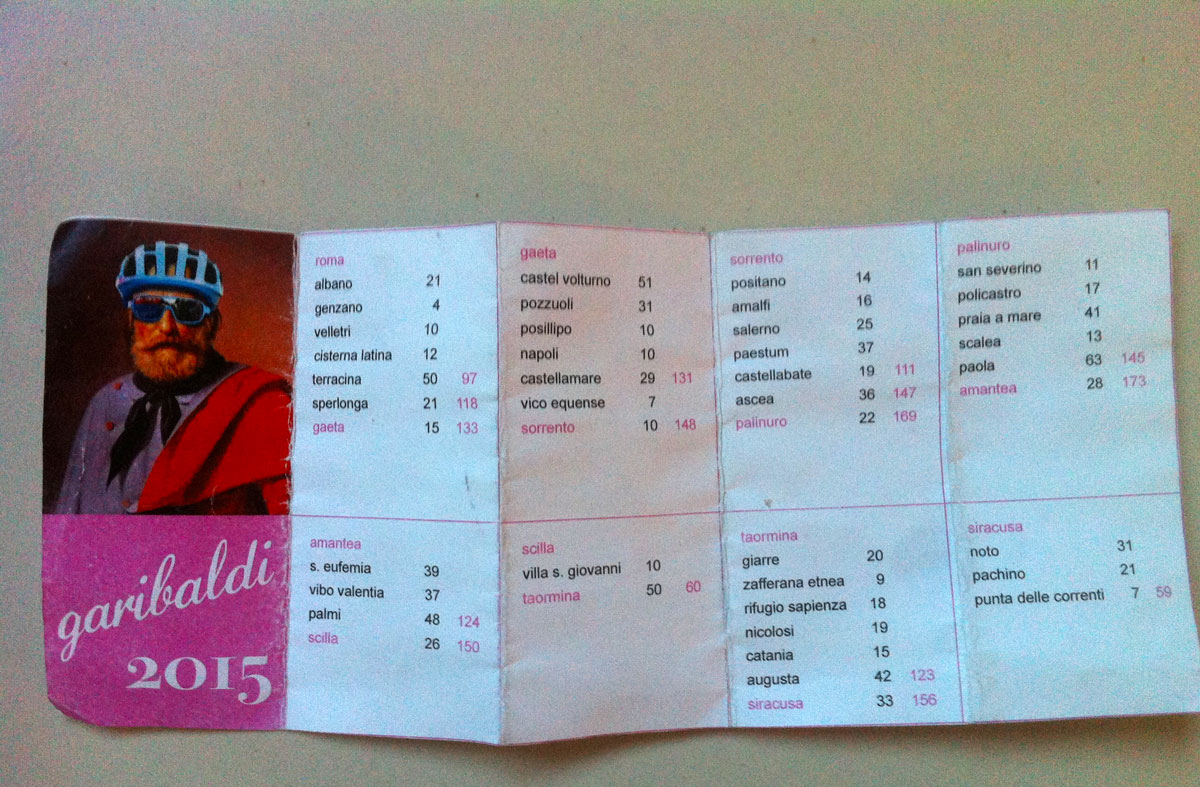 garibaldi
2015
roma
albano 21
genzano 4
velletri 10
cisterna latina 12
terracina 50 97
sperlonga 21 118
gaeta 15 133
gaeta
castel volturno 51
pozzuoli 31
posillipo 10
napoli 10
castellamare 29 131
vico equense 7
sorrento 10 148
sorrento
positano 14
amalfi 16
salerno 25
paestum 37
castellabate 19 111
ascea 36 147
palinuro 22 169
palinuro
san severino 11
policastro 17
praia a mare 41
scalea 13
paola 63 145
amantea 28 173
amantea
s. eufemia 39
vibo valentia 37
palmi 48 124
scilla 26 150
scilla
villa s. giovanni 10
taormina 50 60
taormina
giarre 20
zafferana etnea 9
rifugio sapienza 18
nicolosi 19
catania 15
augusta 42 123
siracusa 33 156
siracusa
noto 31
pachino 21
punta delle correnti 7 59